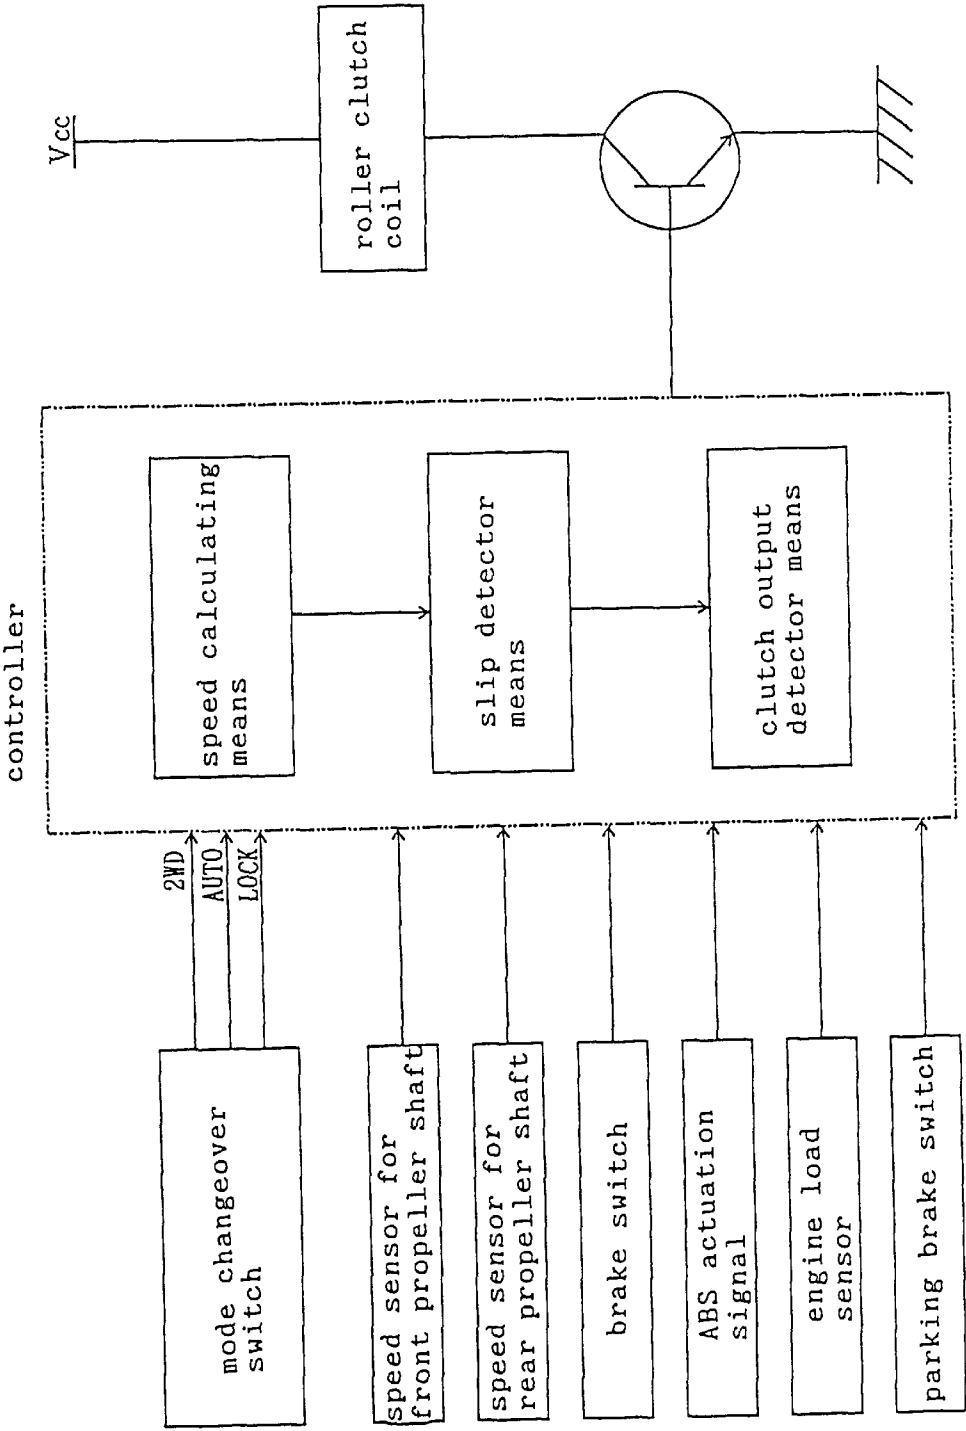 controller
mode changeover
switch
2WD
AUTO
LOCK
speed sensor for
front propeller shaft
speed sensor for
rear propeller shaft
brake switch
ABS actuation
signal
engine load
sensor
parking brake switch
speed calculating
means
slip detector
means
clutch output
detector means
Vcc
roller clutch
coil